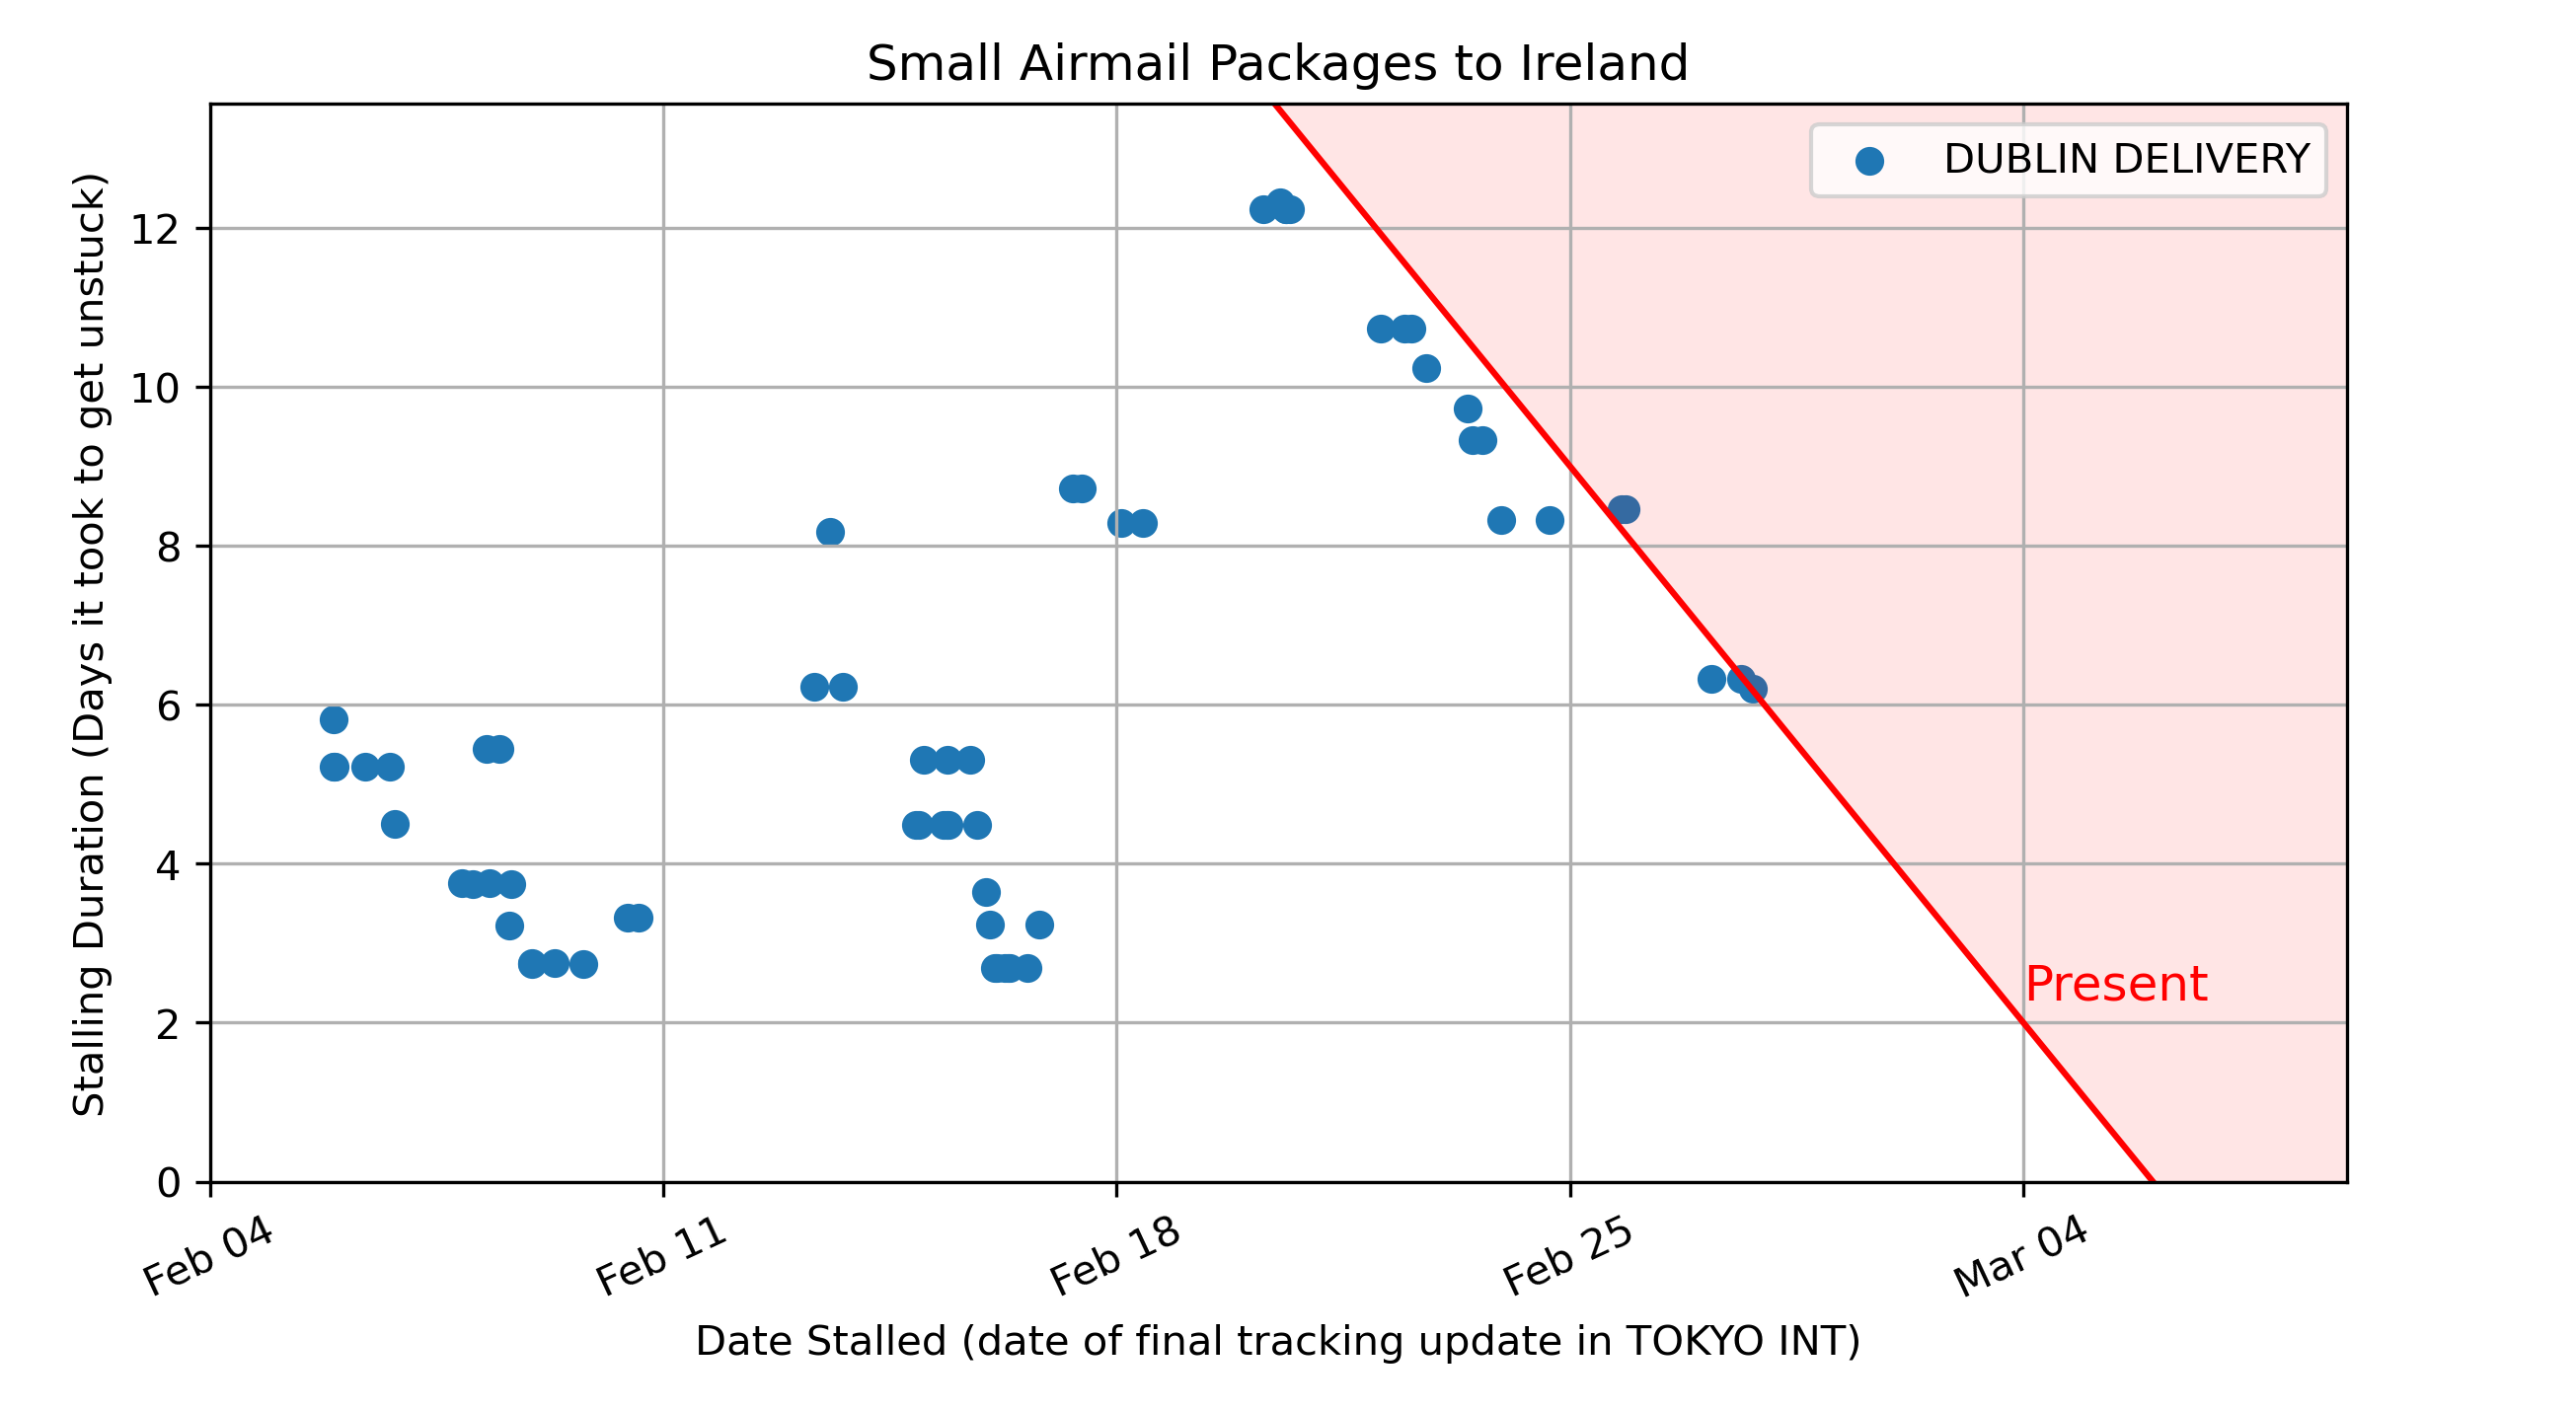 Small Airmail Packages to Ireland
DUBLIN DELIVERY
Stalling Duration (Days it took to get unstuck)
12
10
8
6
4
2
0
Present
Feb 04
Feb 11
Feb 18
Feb 25
Mar 04
Date Stalled (date of final tracking update in TOKYO INT)